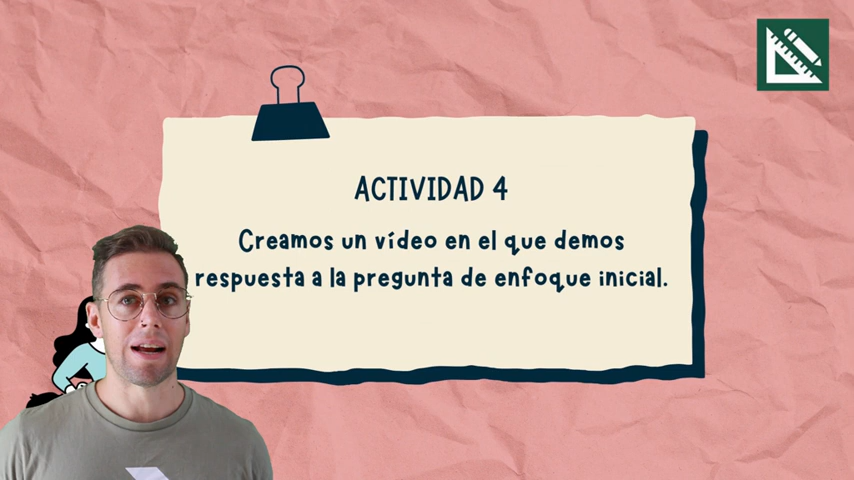 ACTIVIDAD 4
Creamos un vídeo en el que demos
respuesta a la pregunta de enfoque inicial.